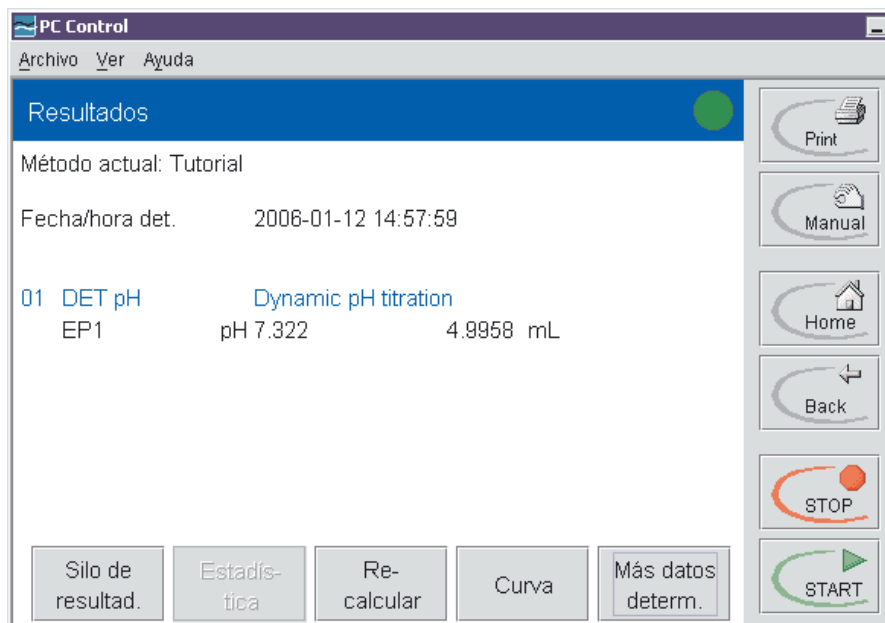 PC Control
Archivo Ver Ayuda
Resultados
Método actual: Tutorial
Fecha/hora det. 2006-01-12 14:57:59
01 DET pH Dynamic pH titration
EP1 pH 7.322 4.9958 mL
Silo de
resultad.
Estadís-
tica
Re-
calcular
Curva
Más datos
determ.
Print
Manual
Home
Back
STOP
START